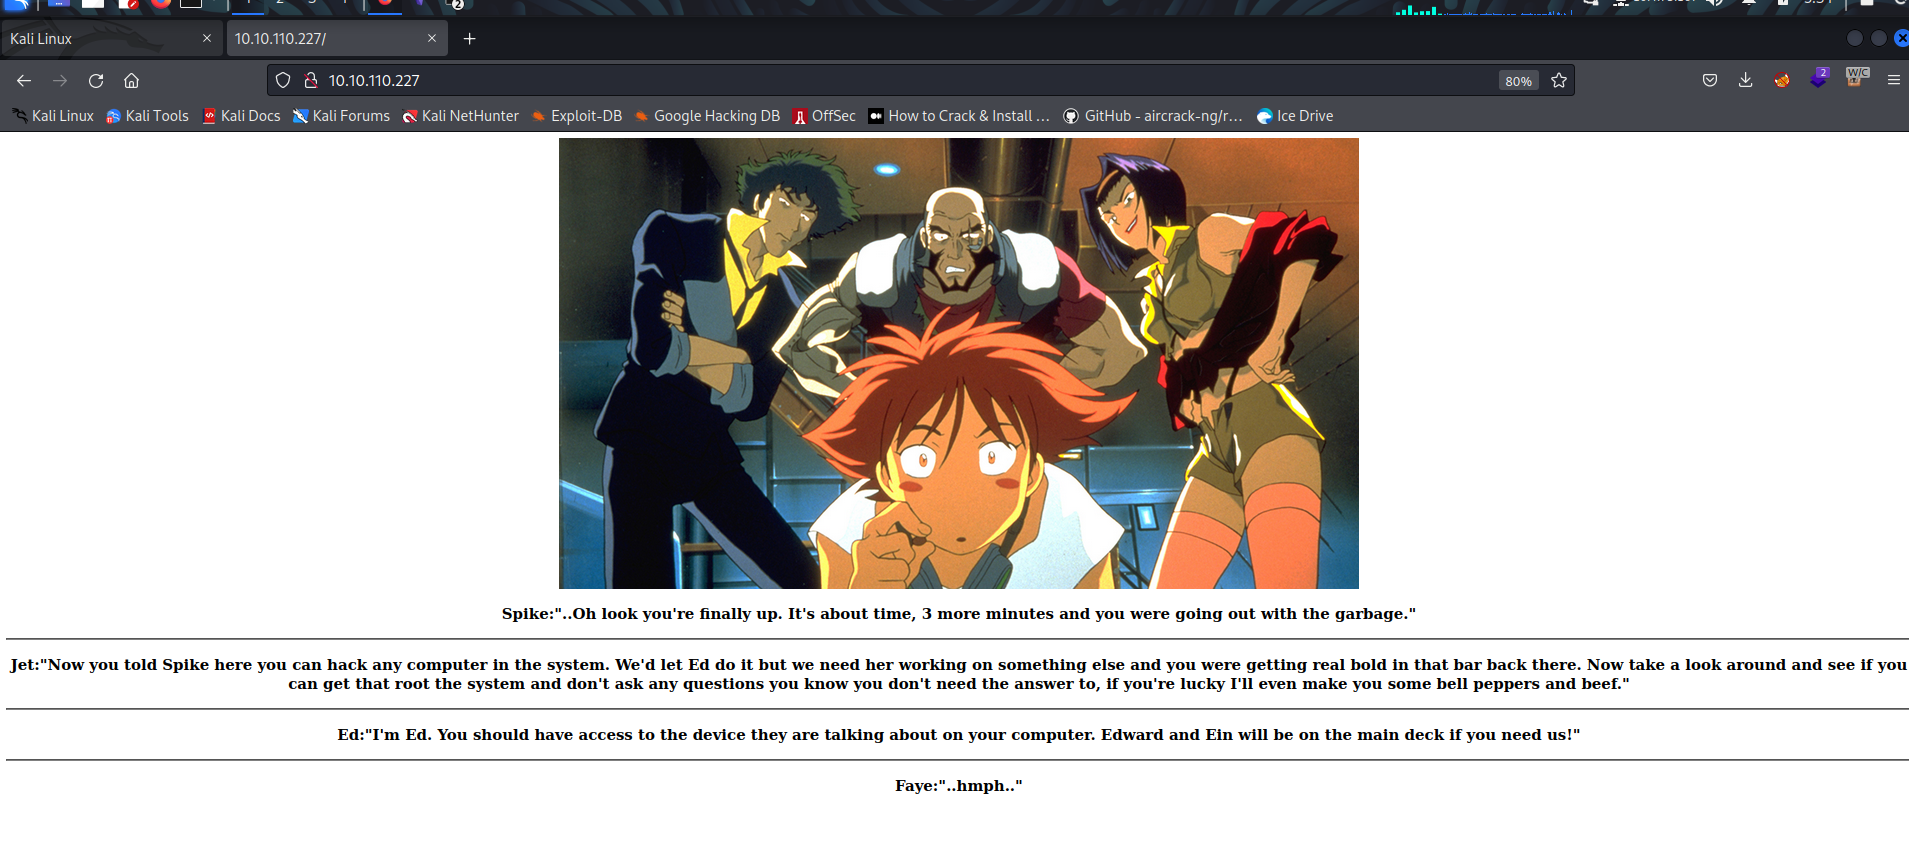 Kali Linux
10.10.110.227/
10.10.110.227
80%
2
W/C
Kali Linux
Kali Tools
Kali Docs
Kali Forums
Kali NetHunter
Exploit-DB
Google Hacking DB
OffSec
How to Crack & Install ...
GitHub - aircrack-ng/r...
Ice Drive
Spike:"..Oh look you're finally up. It's about time, 3 more minutes and you were going out with the garbage."
Jet:"Now you told Spike here you can hack any computer in the system. We'd let Ed do it but we need her working on something else and you were getting real bold in that bar back there. Now take a look around and see if you
can get that root the system and don't ask any questions you know you don't need the answer to, if you're lucky I'll even make you some bell peppers and beef."
Ed:"I'm Ed. You should have access to the device they are talking about on your computer. Edward and Ein will be on the main deck if you need us!"
Faye:"..hmph.."